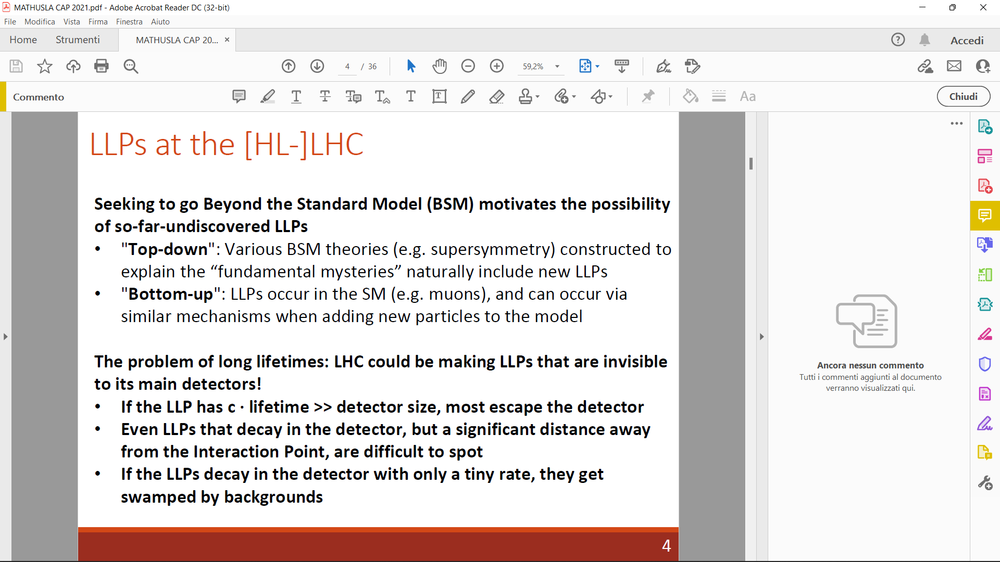 MATHUSLA CAP 2021.pdf - Adobe Acrobat Reader DC (32-bit)
File Modifica Vista Firma Finestra Aiuto
Home Strumenti MATHUSLA CAP 20... × Accedi
4 / 36 59,2%
Commento Chiudi
LLPs at the [HL-]LHC
Seeking to go Beyond the Standard Model (BSM) motivates the possibility
of so-far-undiscovered LLPs
• "Top-down": Various BSM theories (e.g. supersymmetry) constructed to
explain the “fundamental mysteries” naturally include new LLPs
• "Bottom-up": LLPs occur in the SM (e.g. muons), and can occur via
similar mechanisms when adding new particles to the model
The problem of long lifetimes: LHC could be making LLPs that are invisible
to its main detectors!
• If the LLP has c · lifetime >> detector size, most escape the detector
• Even LLPs that decay in the detector, but a significant distance away
from the Interaction Point, are difficult to spot
• If the LLPs decay in the detector with only a tiny rate, they get
swamped by backgrounds
4
Ancora nessun commento
Tutti i commenti aggiunti al documento
verranno visualizzati qui.